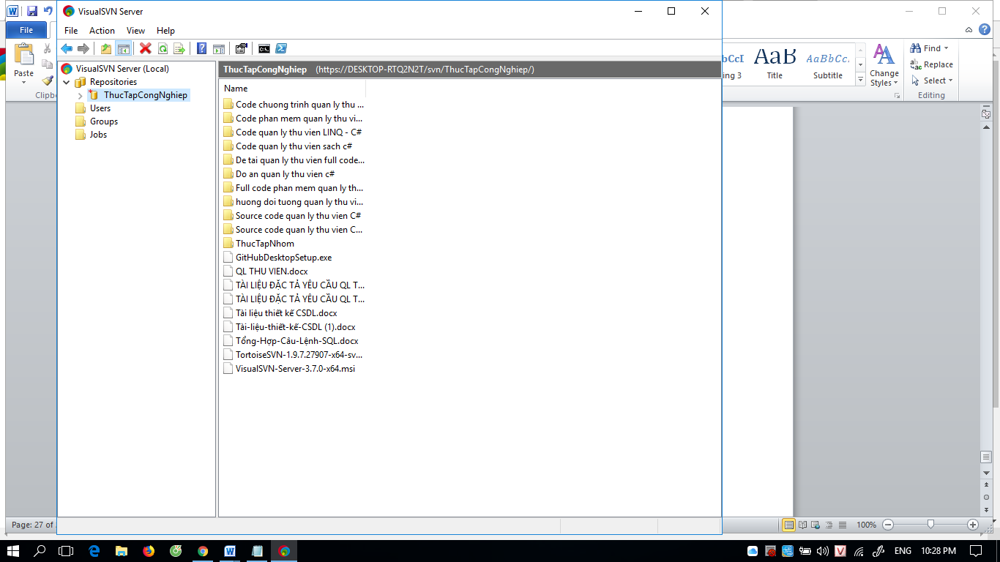 VisualSVN Server
File Action View Help
File
Paste
Clipbc
VisualSVN Server (Local)
Repositories
ThucTapCongNghiep
Users
Groups
Jobs
ThucTapCongNghiep (https://DESKTOP-RTQ2N2T/svn/ThucTapCongNghiep/)
Name
Code chuong trinh quan ly thu ...
Code phan mem quan ly thu vi...
Code quan ly thu vien LINQ - C#
Code quan ly thu vien sach c#
De tai quan ly thu vien full code...
Do an quan ly thu vien c#
Full code phan mem quan ly th...
huong doi tuong quan ly thu vi...
Source code quan ly thu vien C#
Source code quan ly thu vien C...
ThucTapNhom
GitHubDesktopSetup.exe
QL THU VIEN.docx
TÀI LIỆU ĐẶC TẢ YÊU CẦU QL T...
TÀI LIỆU ĐẶC TẢ YÊU CẦU QL T...
Tài liệu thiết kế CSDL.docx
Tài-liệu-thiết-kế-CSDL (1).docx
Tổng-Hợp-Câu-Lệnh-SQL.docx
TortoiseSVN-1.9.7.27907-x64-sv...
VisualSVN-Server-3.7.0-x64.msi
bCcI AaB AaBbCc.
ing 3 Title Subtitle
Change
Styles
Find
Replace
Select
Editing
Page: 27 of
100%
ENG 10:28 PM